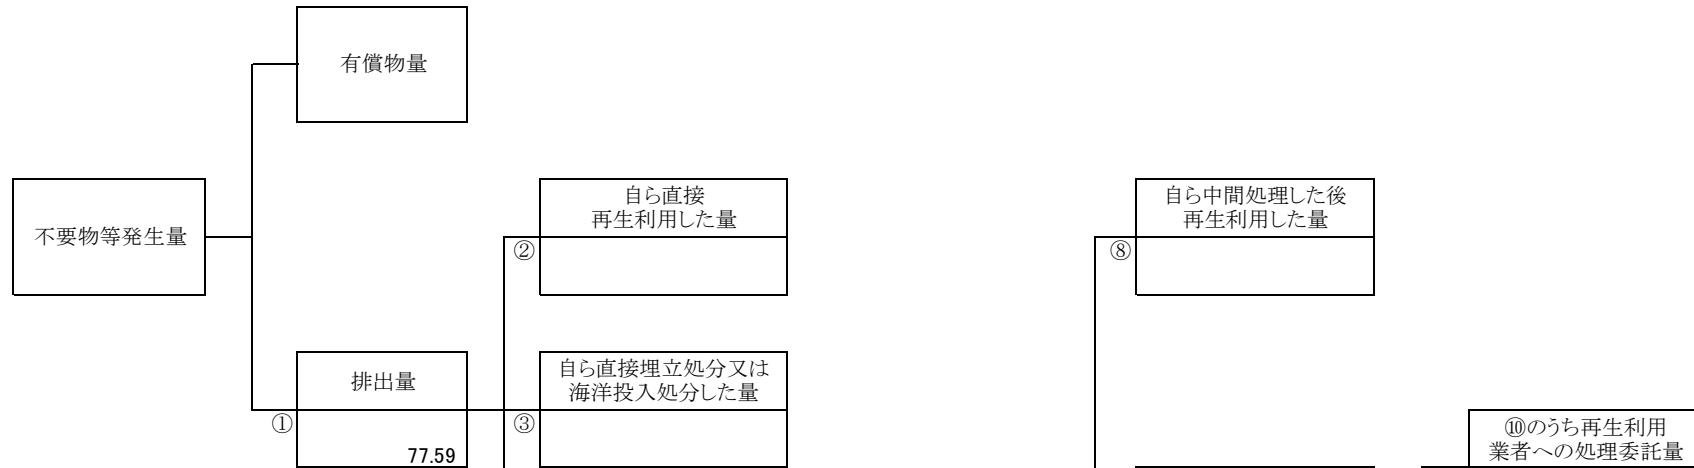 有償物量
不要物等発生量
自ら直接
再生利用した量
②
自ら中間処理した後
再生利用した量
⑧
排出量
①
77.59
自ら直接埋立処分又は
海洋投入処分した量
③
⑩のうち再生利用
業者への処理委託量